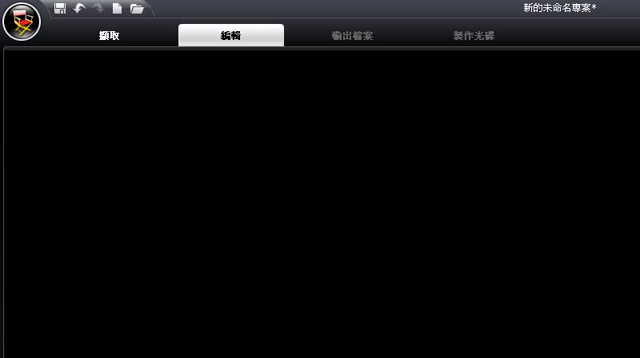 新的未命名專案*
擷取
編輯
輸出檔案
製作光碟